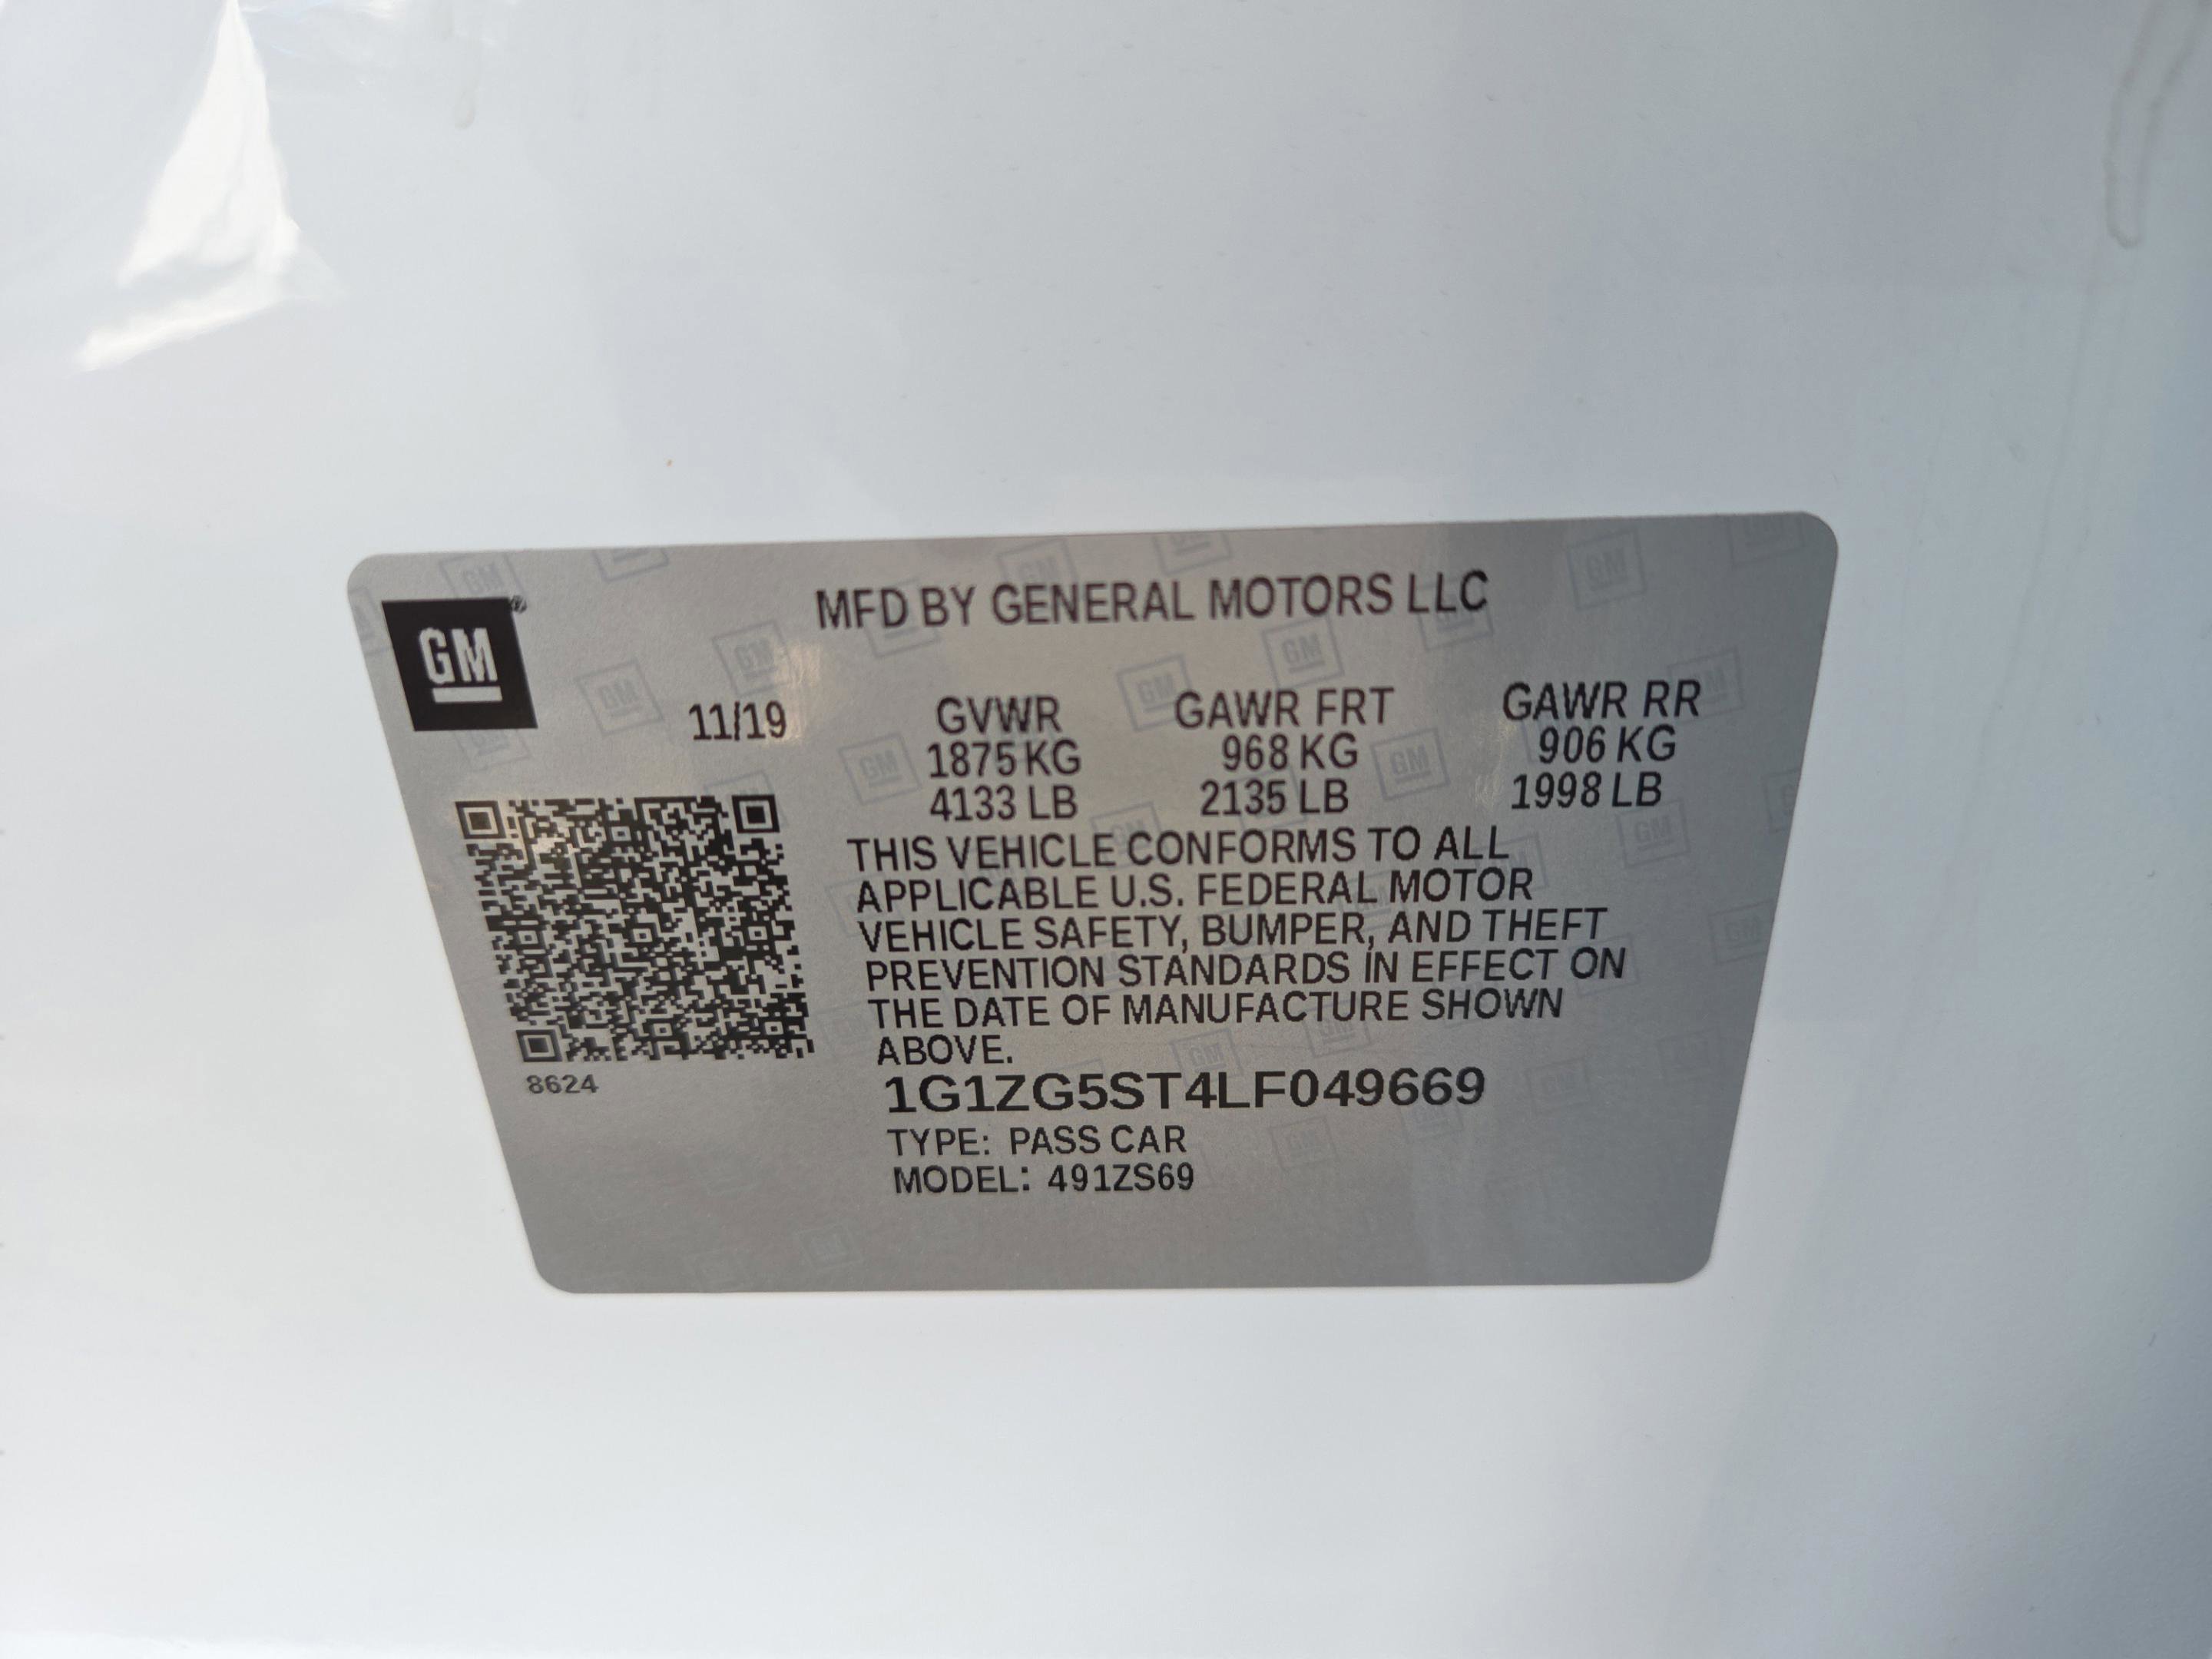 GM
MFD BY GENERAL MOTORS LLC
11/19
GVWR GAWR FRT GAWR RR
1875 KG 968 KG 906 KG
4133 LB 2135 LB 1998 LB
THIS VEHICLE CONFORMS TO ALL
APPLICABLE U.S. FEDERAL MOTOR
VEHICLE SAFETY, BUMPER, AND THEFT
PREVENTION STANDARDS IN EFFECT ON
THE DATE OF MANUFACTURE SHOWN
ABOVE.
8624
1G1ZG5ST4LF049669
TYPE: PASS CAR
MODEL: 491ZS69